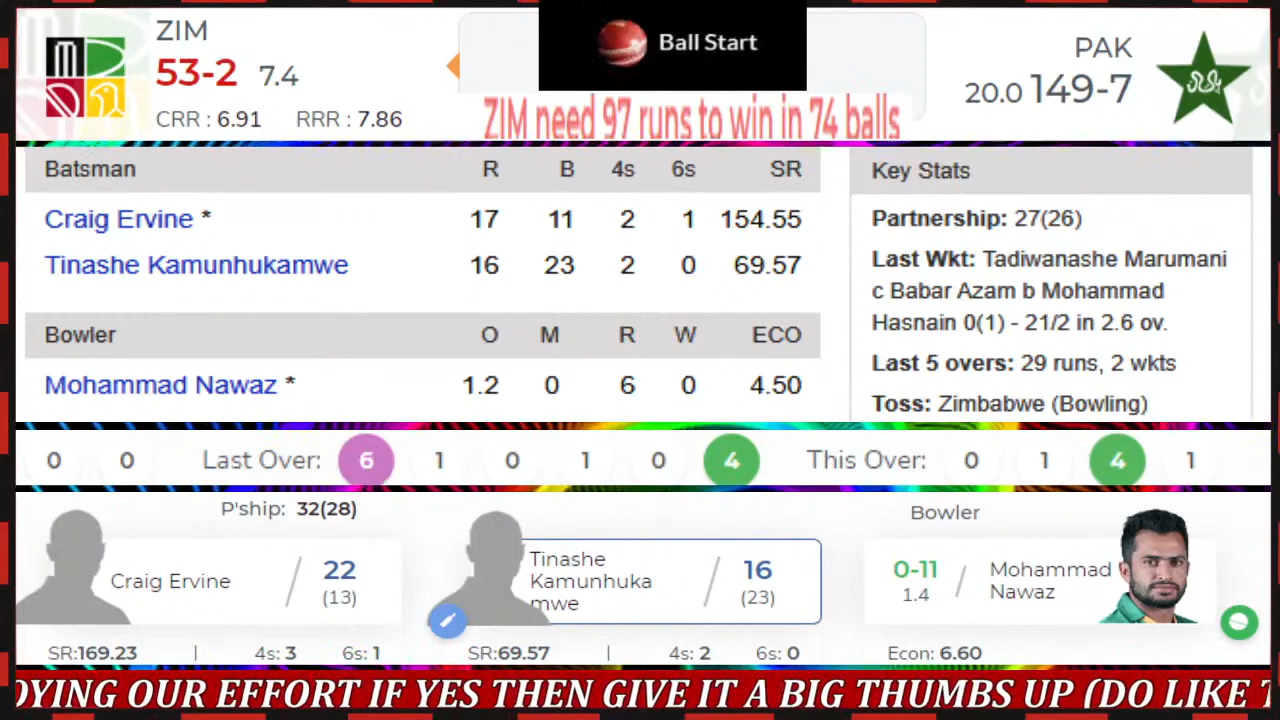 ZIM
53-2 7.4
CRR : 6.91 RRR : 7.86
Ball Start
ZIM need 97 runs to win in 74 balls
PAK
20.0 149-7
Batsman R B 4s 6s SR
Craig Ervine * 17 11 2 1 154.55
Tinashe Kamunhukamwe 16 23 2 0 69.57
Bowler O M R W ECO
Mohammad Nawaz * 1.2 0 6 0 4.50
Key Stats
Partnership: 27(26)
Last Wkt: Tadiwanashe Marumani
c Babar Azam b Mohammad
Hasnain 0(1) - 21/2 in 2.6 ov.
Last 5 overs: 29 runs, 2 wkts
Toss: Zimbabwe (Bowling)
0 0 Last Over: 6 1 0 1 0 4 This Over: 0 1 4 1
P'ship: 32(28)
Craig Ervine / 22
(13)
SR:169.23 | 4s: 3 6s: 1
Tinashe
Kamunhuka
mwe
/ 16
(23)
SR:69.57 | 4s: 2 6s: 0
Bowler
0-11
1.4
/ Mohammad
Nawaz
Econ: 6.60
OYING OUR EFFORT IF YES THEN GIVE IT A BIG THUMBS UP (DO LIKE T